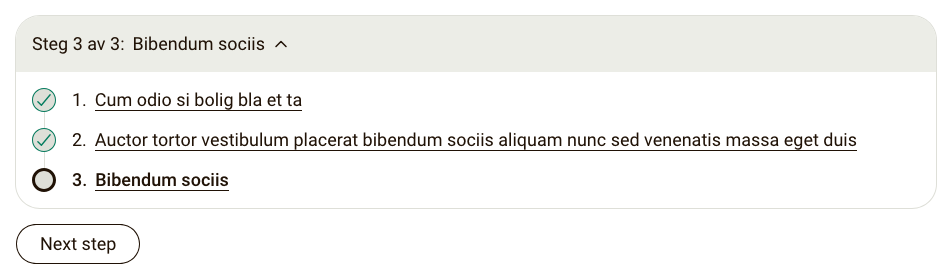 Steg 3 av 3: Bibendum sociis
1. Cum odio si bolig bla et ta
2. Auctor tortor vestibulum placerat bibendum sociis aliquam nunc sed venenatis massa eget duis
3. Bibendum sociis
Next step